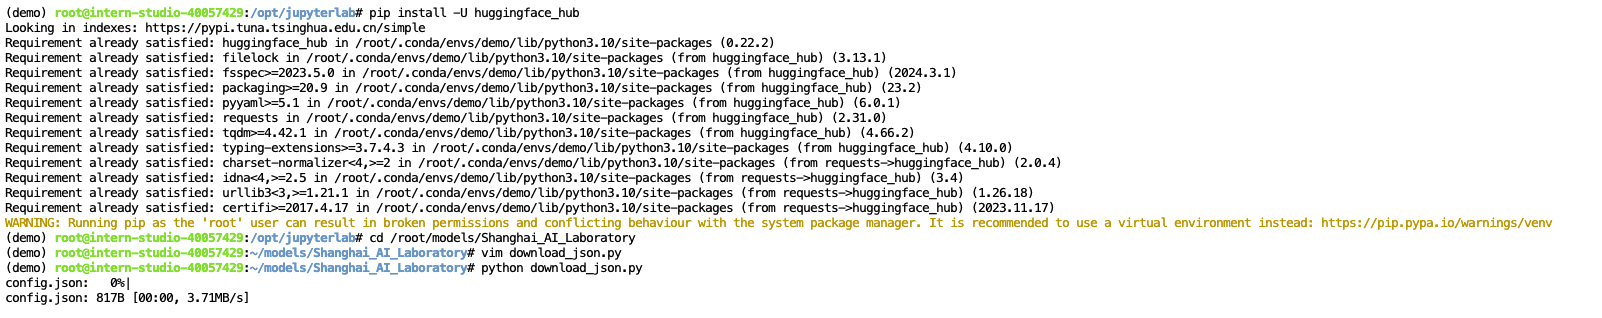 (demo) root@intern-studio-40057429:/opt/jupyterlab# pip install -U huggingface_hub
Looking in indexes: https://pypi.tuna.tsinghua.edu.cn/simple
Requirement already satisfied: huggingface_hub in /root/.conda/envs/demo/lib/python3.10/site-packages (0.22.2)
Requirement already satisfied: filelock in /root/.conda/envs/demo/lib/python3.10/site-packages (from huggingface_hub) (3.13.1)
Requirement already satisfied: fsspec>=2023.5.0 in /root/.conda/envs/demo/lib/python3.10/site-packages (from huggingface_hub) (2024.3.1)
Requirement already satisfied: packaging>=20.9 in /root/.conda/envs/demo/lib/python3.10/site-packages (from huggingface_hub) (23.2)
Requirement already satisfied: pyyaml>=5.1 in /root/.conda/envs/demo/lib/python3.10/site-packages (from huggingface_hub) (6.0.1)
Requirement already satisfied: requests in /root/.conda/envs/demo/lib/python3.10/site-packages (from huggingface_hub) (2.31.0)
Requirement already satisfied: tqdm>=4.42.1 in /root/.conda/envs/demo/lib/python3.10/site-packages (from huggingface_hub) (4.66.2)
Requirement already satisfied: typing-extensions>=3.7.4.3 in /root/.conda/envs/demo/lib/python3.10/site-packages (from huggingface_hub) (4.10.0)
Requirement already satisfied: charset-normalizer<4,>=2 in /root/.conda/envs/demo/lib/python3.10/site-packages (from requests->huggingface_hub) (2.0.4)
Requirement already satisfied: idna<4,>=2.5 in /root/.conda/envs/demo/lib/python3.10/site-packages (from requests->huggingface_hub) (3.4)
Requirement already satisfied: urllib3<3,>=1.21.1 in /root/.conda/envs/demo/lib/python3.10/site-packages (from requests->huggingface_hub) (1.26.18)
Requirement already satisfied: certifi>=2017.4.17 in /root/.conda/envs/demo/lib/python3.10/site-packages (from requests->huggingface_hub) (2023.11.17)
WARNING: Running pip as the 'root' user can result in broken permissions and conflicting behaviour with the system package manager. It is recommended to use a virtual environment instead: https://pip.pypa.io/warnings/venv
(demo) root@intern-studio-40057429:/opt/jupyterlab# cd /root/models/Shanghai_AI_Laboratory
(demo) root@intern-studio-40057429:~/models/Shanghai_AI_Laboratory# vim download_json.py
(demo) root@intern-studio-40057429:~/models/Shanghai_AI_Laboratory# python download_json.py
config.json:   0%|
config.json: 817B [00:00, 3.71MB/s]